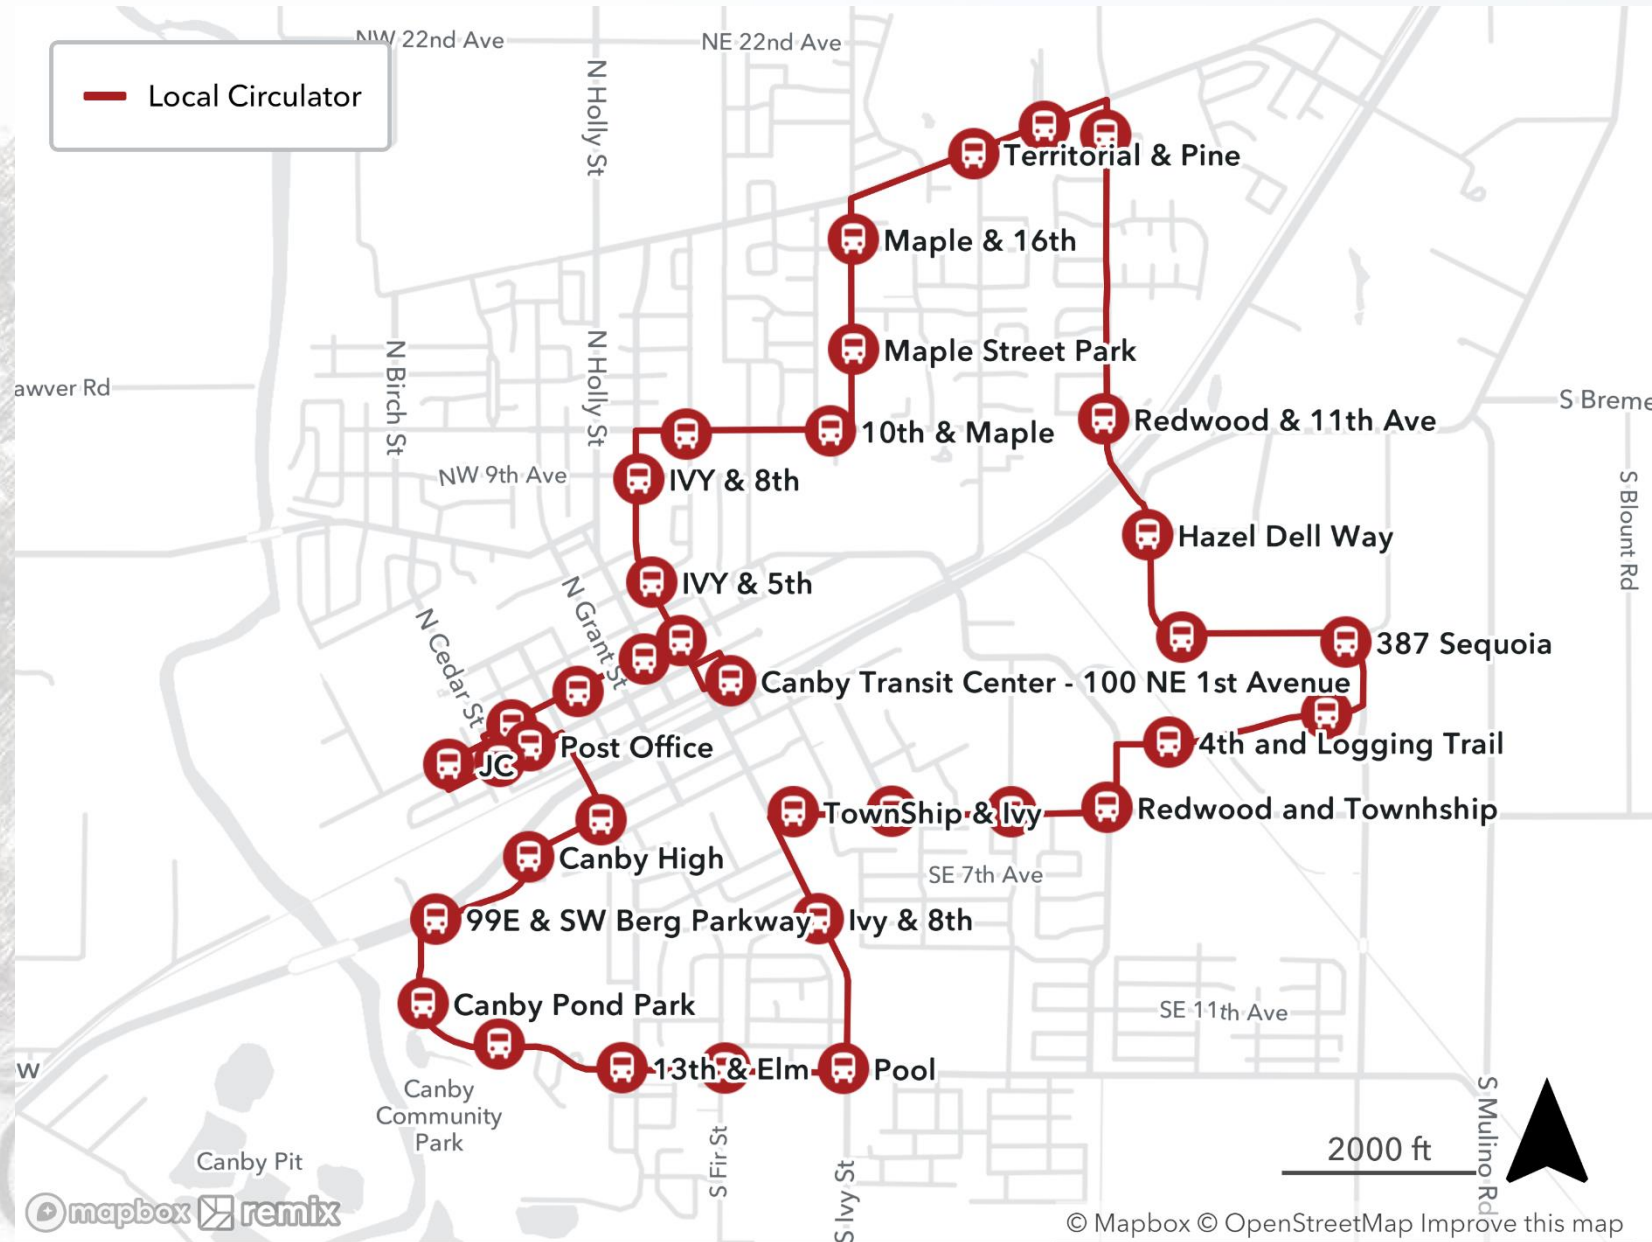 NW 22nd Ave
NE 22nd Ave
Local Circulator
N Holly St
Territorial & Pine
Maple & 16th
Maple Street Park
awver Rd
N Birch St
N Holly St
S Breme
Redwood & 11th Ave
10th & Maple
NW 9th Ave
IVY & 8th
S Blount Rd
Hazel Dell Way
IVY & 5th
N Grant St
N Cedar St
387 Sequoia
Canby Transit Center - 100 NE 1st Avenue
Post Office
JC
4th and Logging Trail
TownShip & Ivy
Redwood and Townhship
Canby High
SE 7th Ave
99E & SW Berg Parkway
Ivy & 8th
Canby Pond Park
SE 11th Ave
w
13th & Elm
Pool
Canby
Community
Park
S Fir St
S Ivy St
S Mulino Rd
2000 ft
Canby Pit
mapbox remix
© Mapbox © OpenStreetMap Improve this map